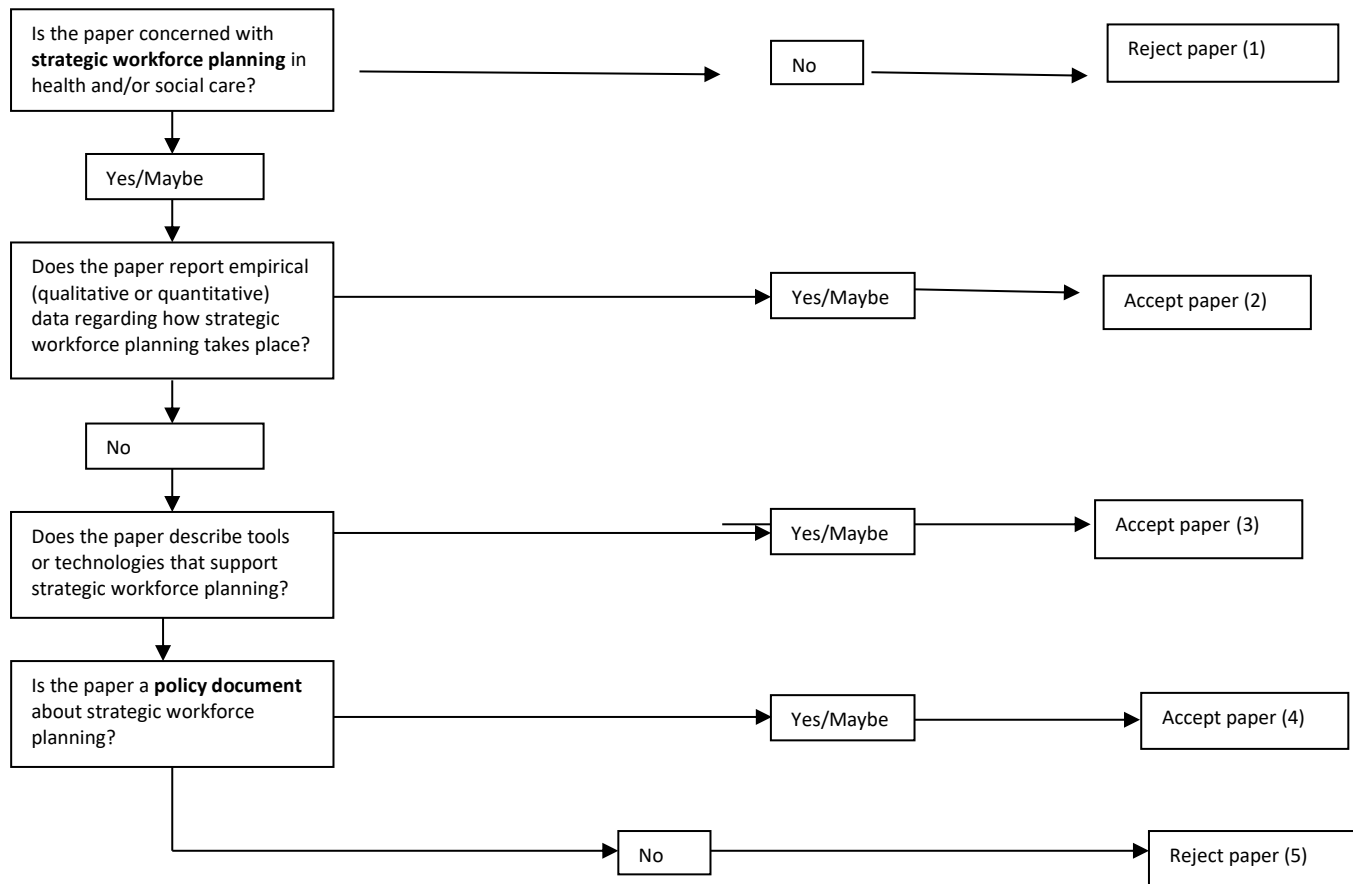 Is the paper concerned with
strategic workforce planning in
health and/or social care?
No
Reject paper (1)
Yes/Maybe
Does the paper report empirical
(qualitative or quantitative)
data regarding how strategic
workforce planning takes place?
Yes/Maybe
Accept paper (2)
No
Does the paper describe tools
or technologies that support
strategic workforce planning?
Yes/Maybe
Accept paper (3)
Is the paper a policy document
about strategic workforce
planning?
Yes/Maybe
Accept paper (4)
No
Reject paper (5)